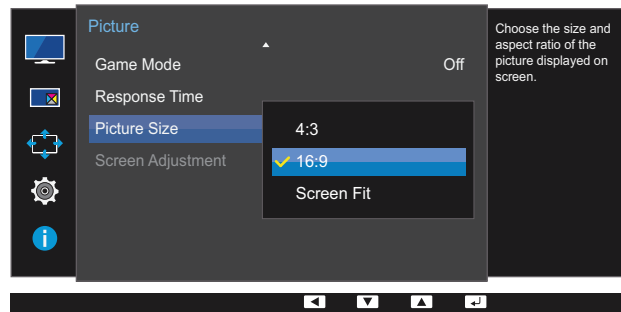 Picture
Game Mode Off
Response Time
Picture Size
Screen Adjustment
4:3
16:9
Screen Fit
Choose the size and
aspect ratio of the
picture displayed on
screen.